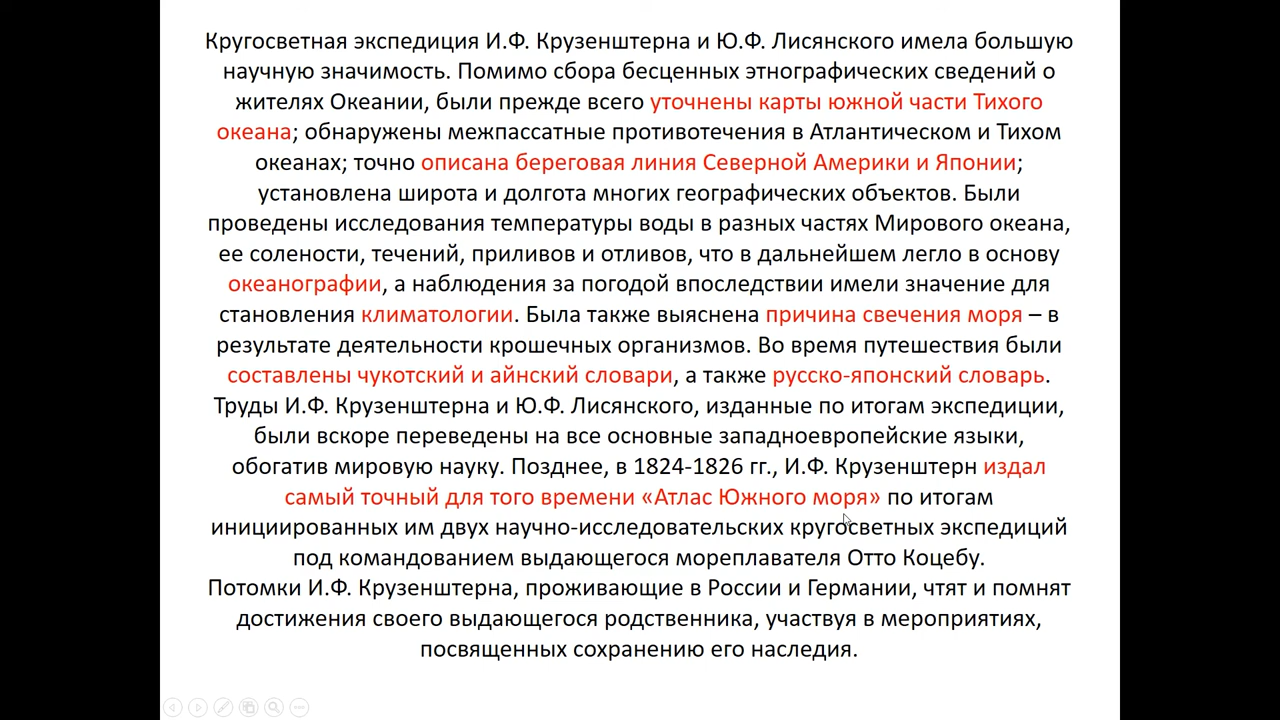 Кругосветная экспедиция И.Ф. Крузенштерна и Ю.Ф. Лисянского имела большую
научную значимость. Помимо сбора бесценных этнографических сведений о
жителях Океании, были прежде всего уточнены карты южной части Тихого
океана; обнаружены межпассатные противотечения в Атлантическом и Тихом
океанах; точно описана береговая линия Северной Америки и Японии;
установлена широта и долгота многих географических объектов. Были
проведены исследования температуры воды в разных частях Мирового океана,
ее солености, течений, приливов и отливов, что в дальнейшем легло в основу
океанографии, а наблюдения за погодой впоследствии имели значение для
становления климатологии. Была также выяснена причина свечения моря – в
результате деятельности крошечных организмов. Во время путешествия были
составлены чукотский и айнский словари, а также русско-японский словарь.
Труды И.Ф. Крузенштерна и Ю.Ф. Лисянского, изданные по итогам экспедиции,
были вскоре переведены на все основные западноевропейские языки,
обогатив мировую науку. Позднее, в 1824-1826 гг., И.Ф. Крузенштерн издал
самый точный для того времени «Атлас Южного моря» по итогам
инициированных им двух научно-исследовательских кругосветных экспедиций
под командованием выдающегося мореплавателя Отто Коцебу.
Потомки И.Ф. Крузенштерна, проживающие в России и Германии, чтят и помнят
достижения своего выдающегося родственника, участвуя в мероприятиях,
посвященных сохранению его наследия.